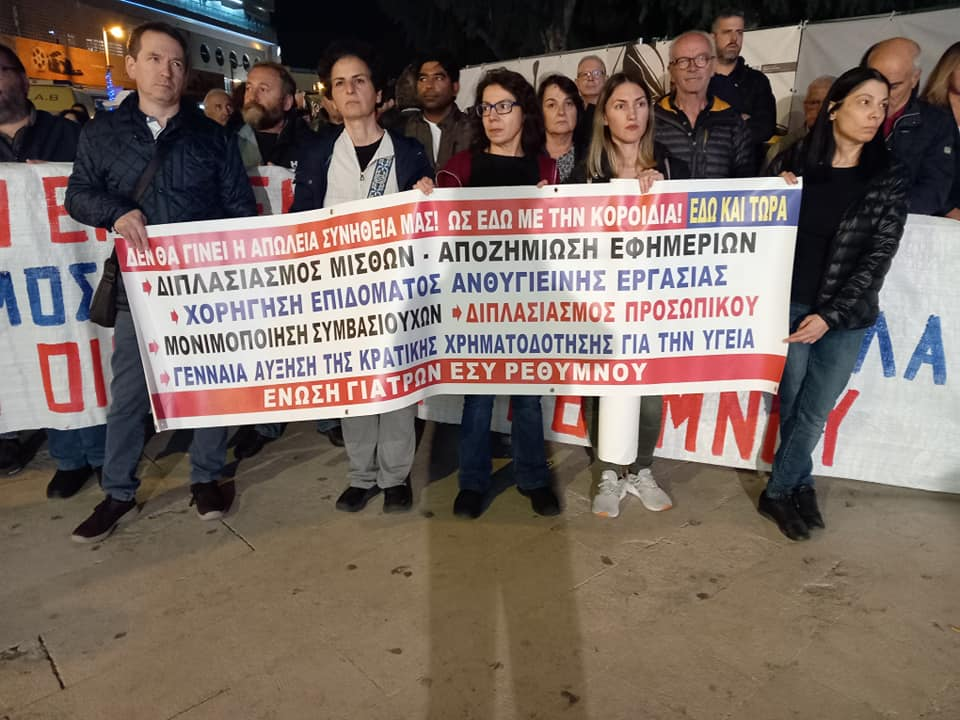 ΔΕΝ ΘΑ ΓΙΝΕΙ Η ΑΠΩΛΕΙΑ ΣΥΝΗΘΕΙΑ ΜΑΣ! ΩΣ ΕΔΩ ΜΕ ΤΗΝ ΚΟΡΟΙΔΙΑ! ΕΔΩ ΚΑΙ ΤΩΡΑ
ΔΙΠΛΑΣΙΑΣΜΟΣ ΜΙΣΘΩΝ - ΑΠΟΖΗΜΙΩΣΗ ΕΦΗΜΕΡΙΩΝ
ΧΟΡΗΓΗΣΗ ΕΠΙΔΟΜΑΤΟΣ ΑΝΘΥΓΙΕΙΝΗΣ ΕΡΓΑΣΙΑΣ
ΜΟΝΙΜΟΠΟΙΗΣΗ ΣΥΜΒΑΣΙΟΥΧΩΝ ΔΙΠΛΑΣΙΑΣΜΟΣ ΠΡΟΣΩΠΙΚΟΥ
ΓΕΝΝΑΙΑ ΑΥΞΗΣΗ ΤΗΣ ΚΡΑΤΙΚΗΣ ΧΡΗΜΑΤΟΔΟΤΗΣΗΣ ΓΙΑ ΤΗΝ ΥΓΕΙΑ
ΕΝΩΣΗ ΓΙΑΤΡΩΝ ΕΣΥ ΡΕΘΥΜΝΟΥ